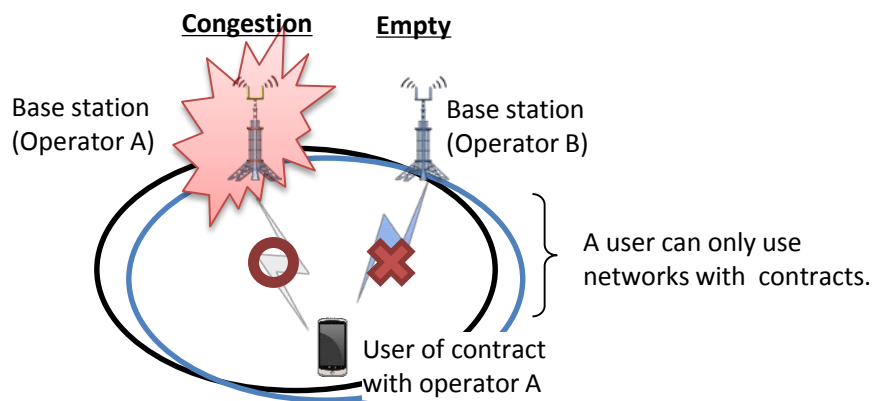 Congestion
Empty
Base station
(Operator A)
Base station
(Operator B)
A user can only use
networks with contracts.
User of contract
with operator A